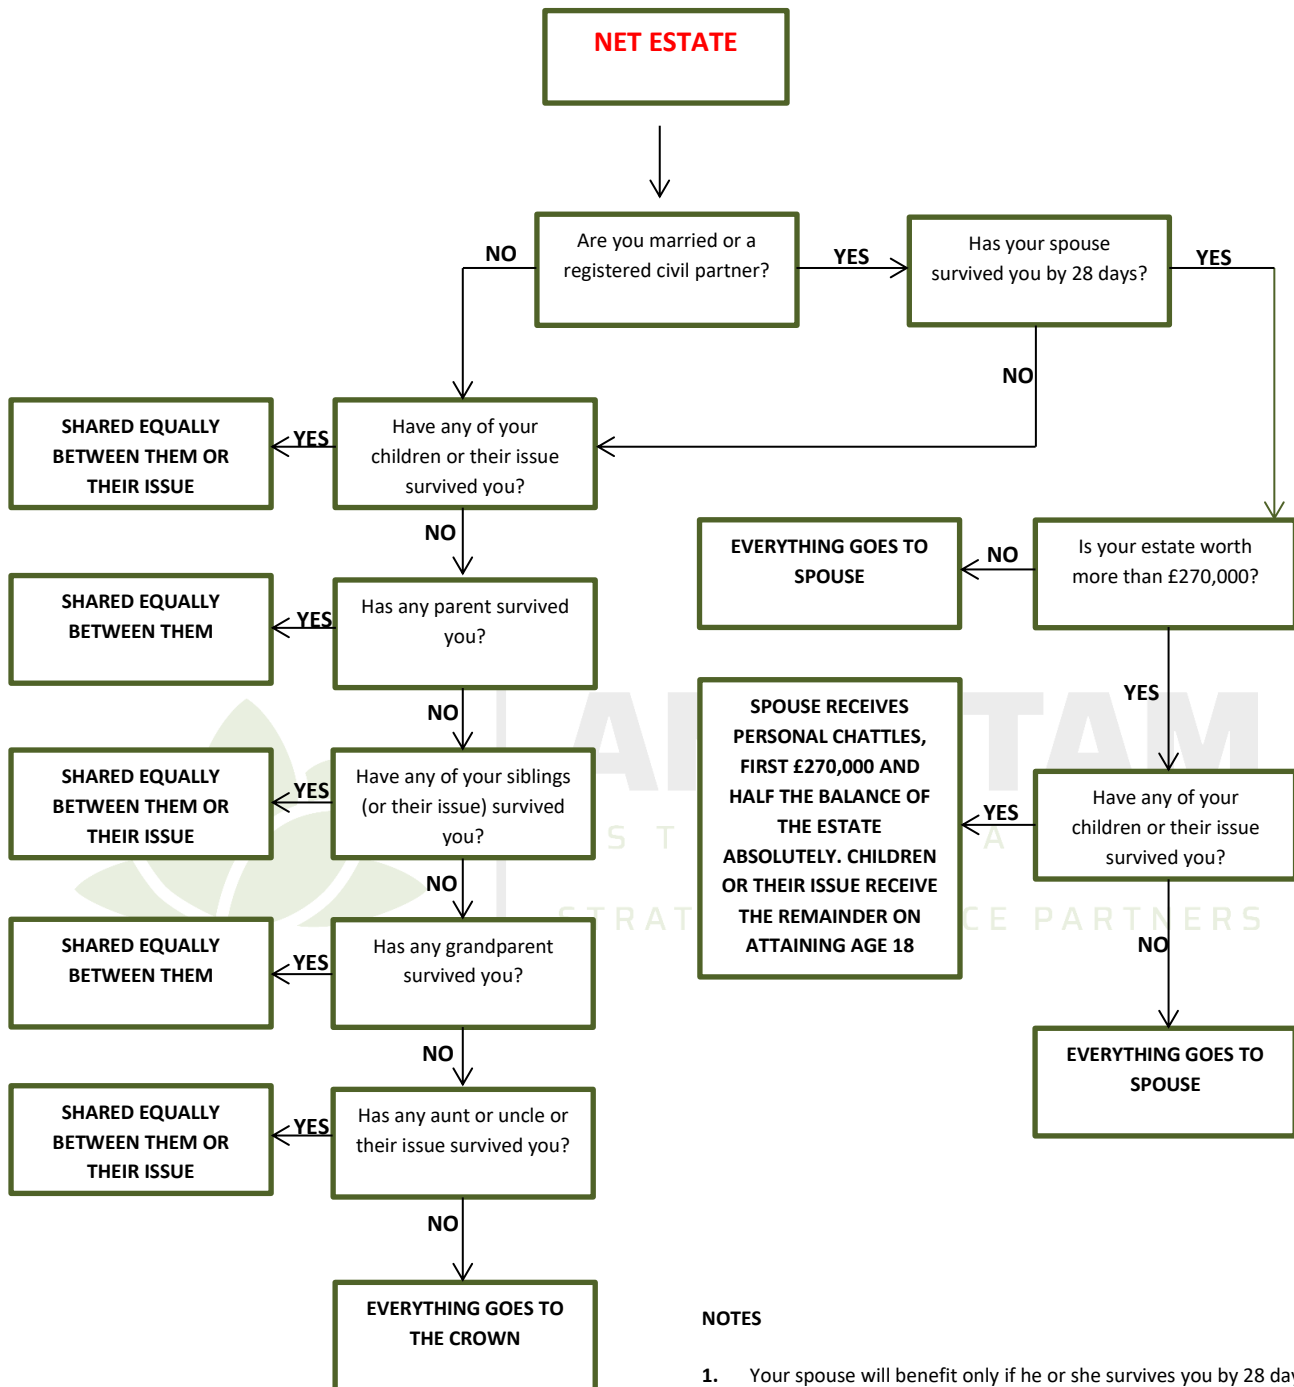 NET ESTATE
Are you married or a
registered civil partner?
NO
YES
Has your spouse
survived you by 28 days?
YES
NO
SHARED EQUALLY
BETWEEN THEM OR
THEIR ISSUE
YES
Have any of your
children or their issue
survived you?
NO
EVERYTHING GOES TO
SPOUSE
NO
Is your estate worth
more than £270,000?
SHARED EQUALLY
BETWEEN THEM
YES
Has any parent survived
you?
YES
NO
SPOUSE RECEIVES
PERSONAL CHATTLES,
FIRST £270,000 AND
HALF THE BALANCE OF
THE ESTATE
ABSOLUTELY. CHILDREN
OR THEIR ISSUE RECEIVE
THE REMAINDER ON
ATTAINING AGE 18
YES
Have any of your
children or their issue
survived you?
SHARED EQUALLY
BETWEEN THEM OR
THEIR ISSUE
YES
Have any of your siblings
(or their issue) survived
you?
NO
NO
SHARED EQUALLY
BETWEEN THEM
YES
Has any grandparent
survived you?
NO
EVERYTHING GOES TO
SPOUSE
SHARED EQUALLY
BETWEEN THEM OR
THEIR ISSUE
YES
Has any aunt or uncle or
their issue survived you?
NO
EVERYTHING GOES TO
THE CROWN
NOTES
1. Your spouse will benefit only if he or she survives you by 28
PARTNERS